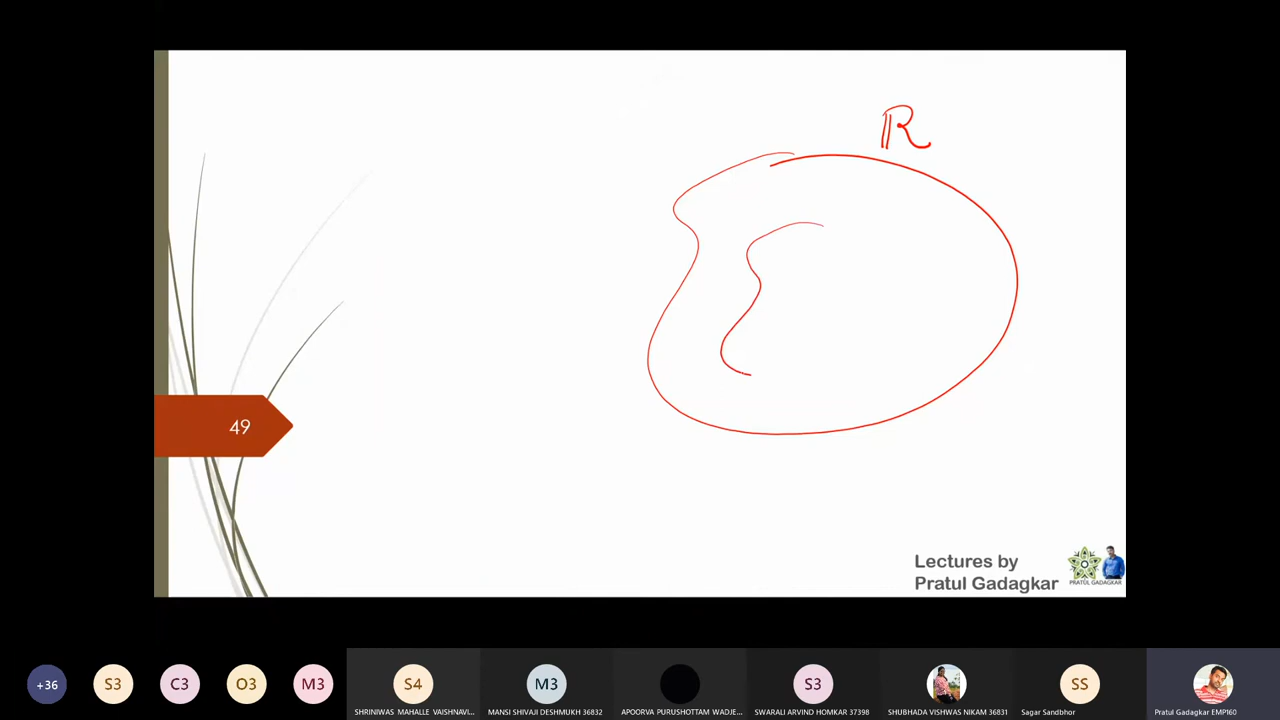 ℝ
49
Lectures by
Pratul Gadagkar
PRATUL GADAGKAR
+36
S3
C3
O3
M3
S4
M3
S3
SS
SHRINIWAS MAHALLE VAISHNAVI...
MANSI SHIVAJI DESHMUKH 36832
APOORVA PURUSHOTTAM WADJE...
SWARALI ARVIND HOMKAR 37398
SHUBHADA VISHWAS NIKAM 36831
Sagar Sandbhor
Pratul Gadagkar EMP160